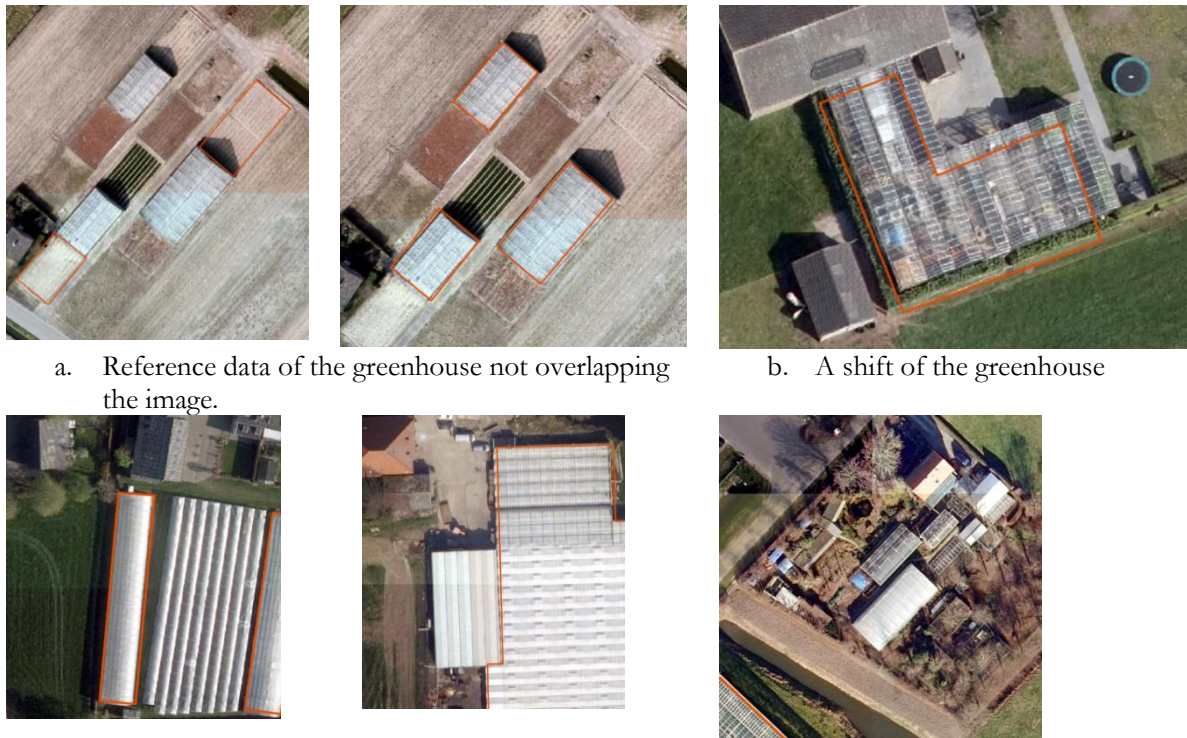 a. Reference data of the greenhouse not overlapping
the image.
b. A shift of the greenhouse